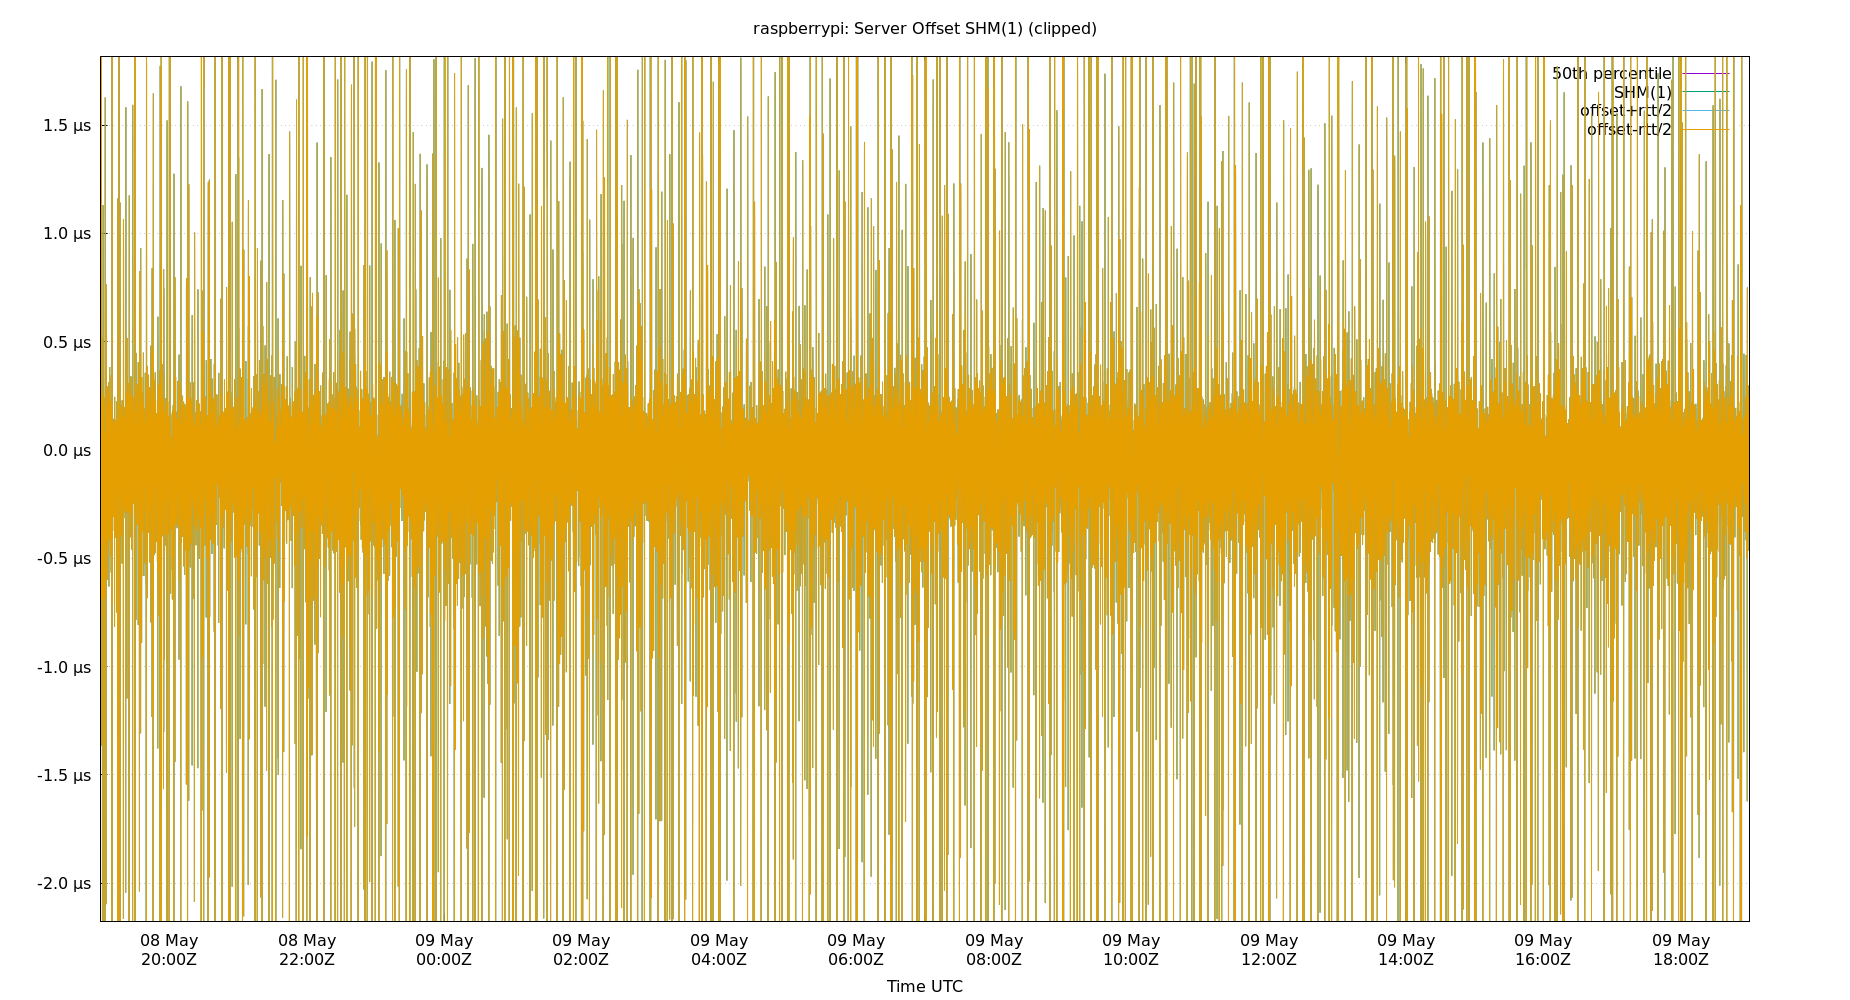 raspberrypi: Server Offset SHM(1) (clipped)
50th percentile
SHM(1)
offset+rtt/2
offset-rtt/2
1.5 µs
1.0 µs
0.5 µs
0.0 µs
-0.5 µs
-1.0 µs
-1.5 µs
-2.0 µs
08 May 08 May 09 May 09 May 09 May 09 May 09 May 09 May 09 May 09 May 09 May 09 May
20:00Z 22:00Z 00:00Z 02:00Z 04:00Z 06:00Z 08:00Z 10:00Z 12:00Z 14:00Z 16:00Z 18:00Z
Time UTC